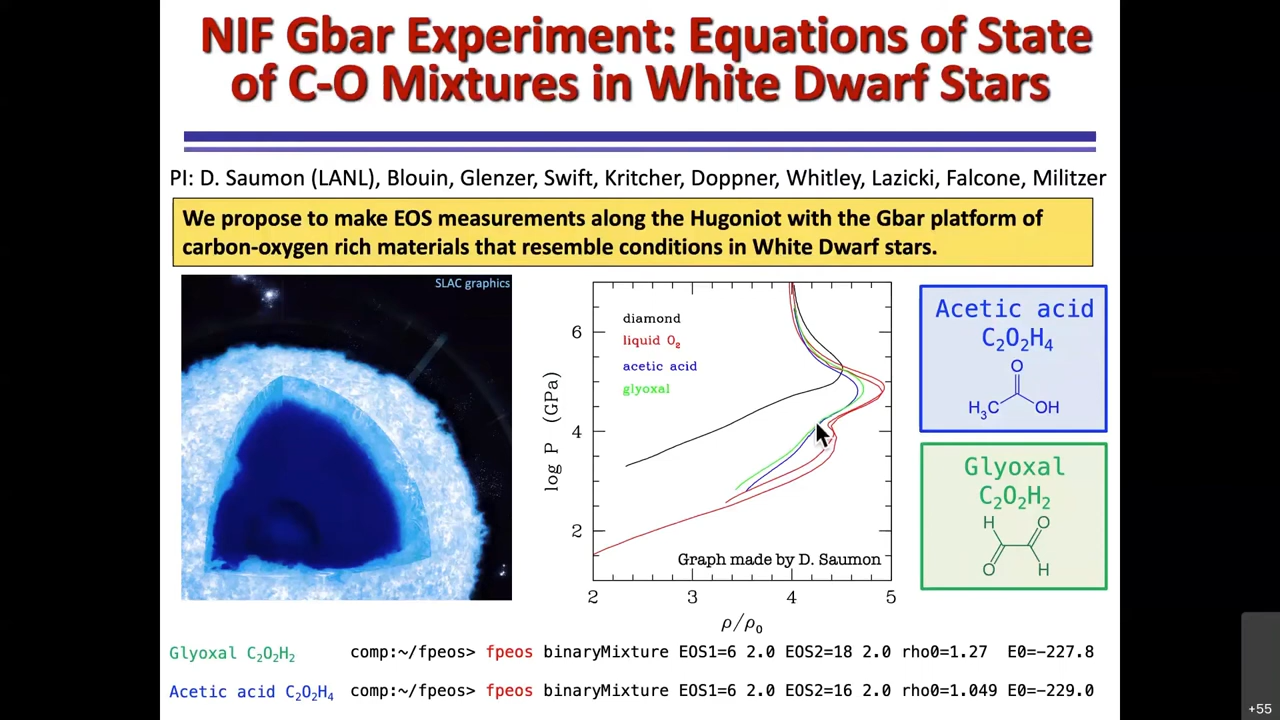 NIF Gbar Experiment: Equations of State
of C-O Mixtures in White Dwarf Stars
PI: D. Saumon (LANL), Blouin, Glenzer, Swift, Kritcher, Doppner, Whitley, Lazicki, Falcone, Militzer
We propose to make EOS measurements along the Hugoniot with the Gbar platform of
carbon-oxygen rich materials that resemble conditions in White Dwarf stars.
SLAC graphics
diamond
liquid O₂
acetic acid
glyoxal
log P (GPa)
6
4
2
Graph made by D. Saumon
2 3 4 5
ρ/ρ₀
Acetic acid
C₂O₂H₄
O
H₃C OH
Glyoxal
C₂O₂H₂
H O
O H
Glyoxal C₂O₂H₂ comp:~/fpeos> fpeos binaryMixture EOS1=6 2.0 EOS2=18 2.0 rho0=1.27 E0=-227.8
Acetic acid C₂O₂H₄ comp:~/fpeos> fpeos binaryMixture EOS1=6 2.0 EOS2=16 2.0 rho0=1.049 E0=-229.0
+55